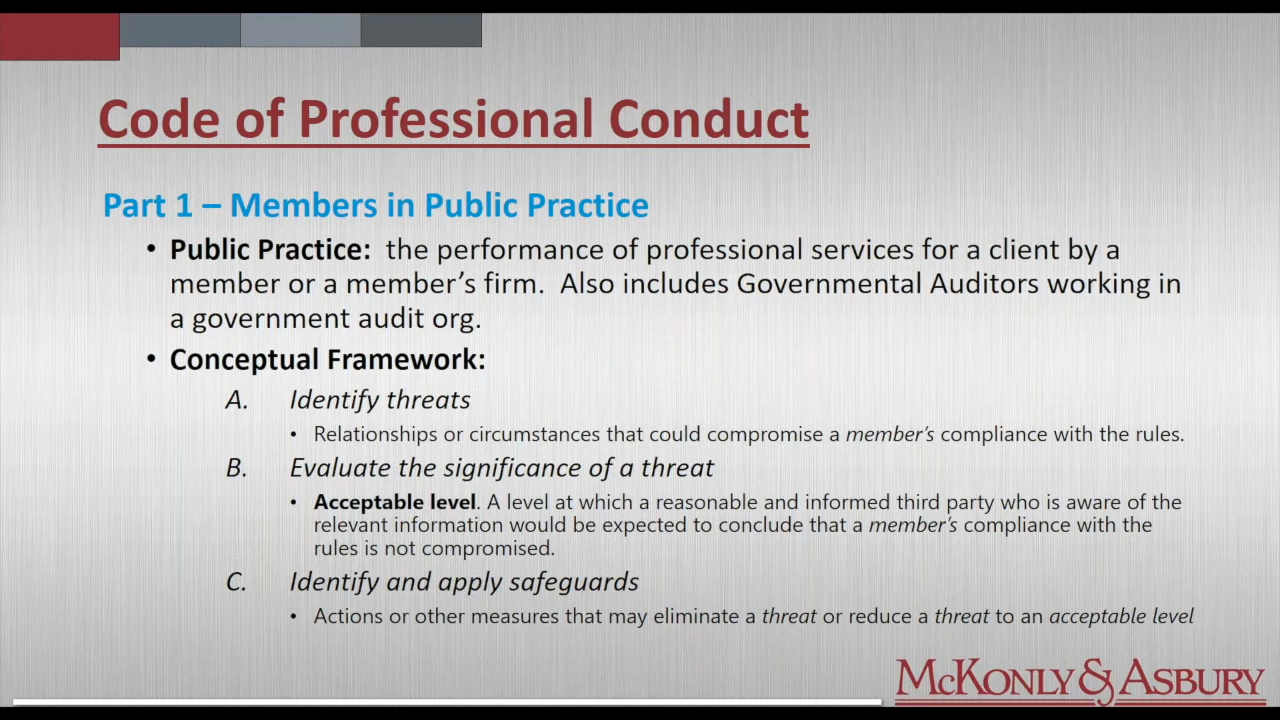 Code of Professional Conduct
Part 1 – Members in Public Practice
• Public Practice: the performance of professional services for a client by a
member or a member’s firm. Also includes Governmental Auditors working in
a government audit org.
• Conceptual Framework:
A. Identify threats
• Relationships or circumstances that could compromise a member’s compliance with the rules.
B. Evaluate the significance of a threat
• Acceptable level. A level at which a reasonable and informed third party who is aware of the
relevant information would be expected to conclude that a member’s compliance with the
rules is not compromised.
C. Identify and apply safeguards
• Actions or other measures that may eliminate a threat or reduce a threat to an acceptable level
McKonly & Asbury